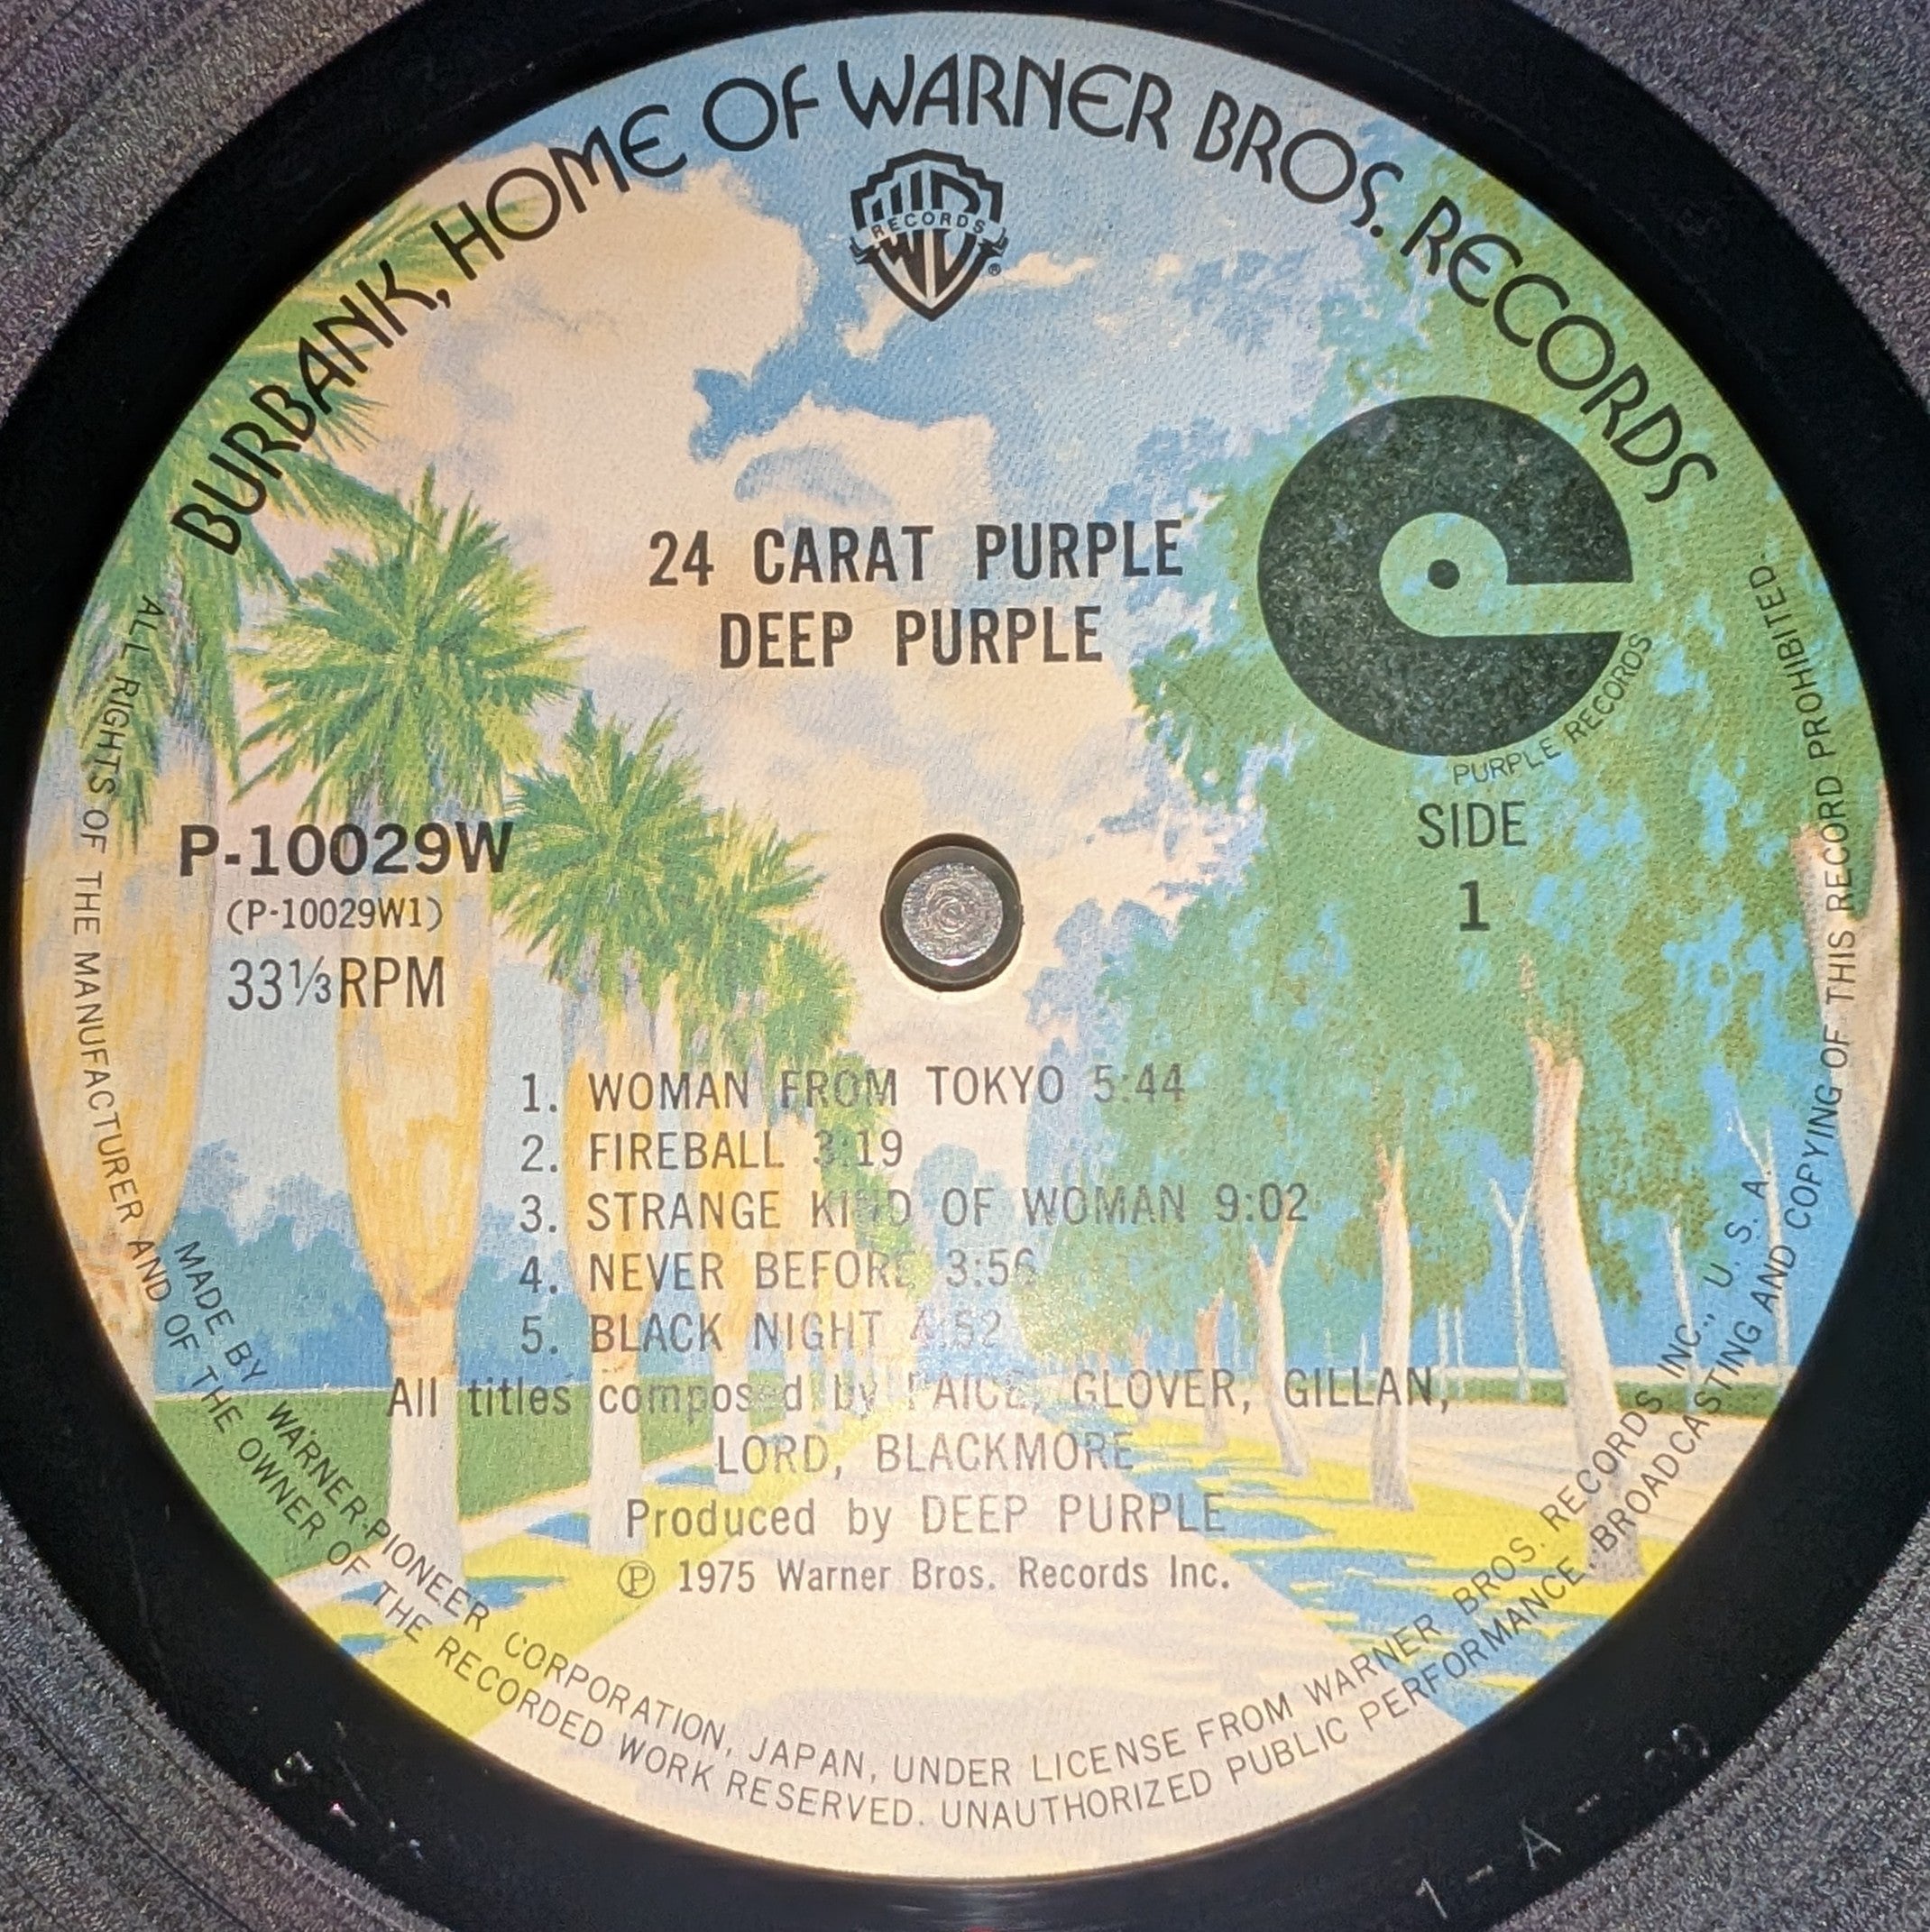 BURBANK, HOME OF WARNER BROS. RECORDS
RECORDS
®
24 CARAT PURPLE
DEEP PURPLE
PURPLE RECORDS
P-10029W
(P-10029W1)
33⅓RPM
SIDE
1
1. WOMAN FROM TOKYO 5:44
2. FIREBALL 3:19
3. STRANGE KIND OF WOMAN 9:02
4. NEVER BEFORE 3:56
5. BLACK NIGHT 4:52
All titles composed by PAICE, GLOVER, GILLAN,
LORD, BLACKMORE
Produced by DEEP PURPLE
Ⓟ 1975 Warner Bros. Records Inc.
MADE BY WARNER-PIONEER CORPORATION, JAPAN, UNDER LICENSE FROM WARNER BROS. RECORDS INC., U. S. A.
ALL RIGHTS OF THE MANUFACTURER AND OF THE OWNER OF THE RECORDED WORK RESERVED. UNAUTHORIZED PUBLIC PERFORMANCE. BROADCASTING AND COPYING OF THIS RECORD PROHIBITED.